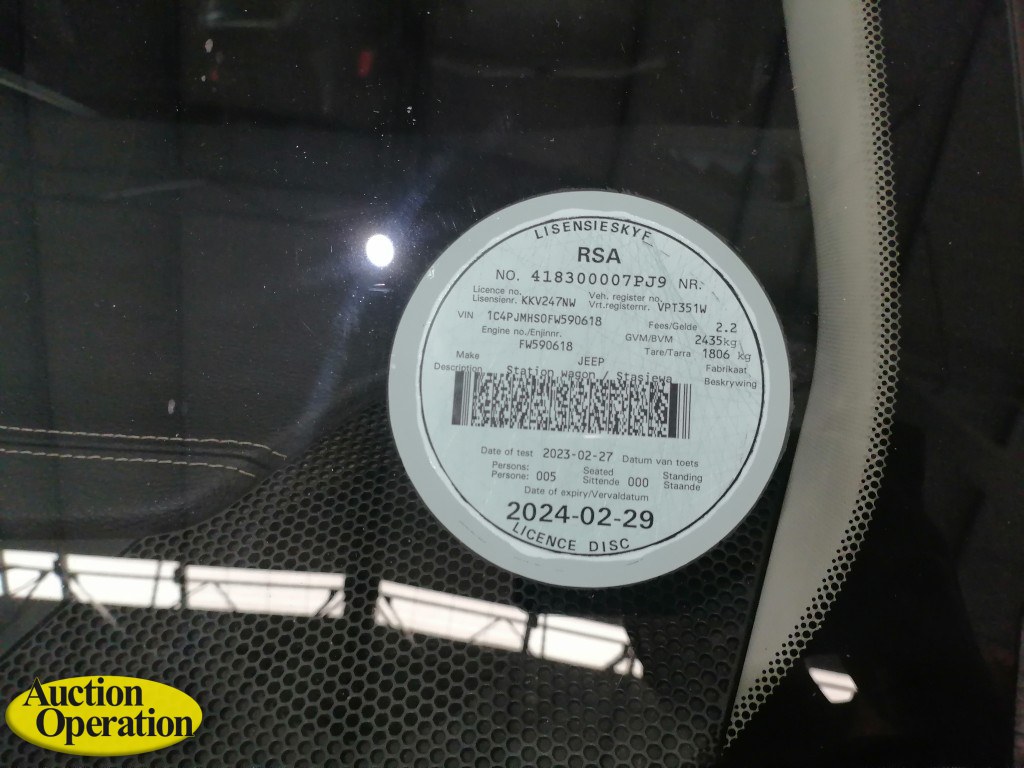 LISENSIESKYF
RSA
NO. 418300007PJ9 NR.
Licence no. Veh. register no.
Lisensienr. KKV247NW Vrt.registernr. VPT351W
VIN 1C4PJMHS0FW590618 Fees/Gelde 2.2
Engine no./Enjinnr. GVM/BVM 2435kg
FW590618 Tare/Tarra 1806 kg
Make JEEP Fabrikaat
Description Station wagon / Stasiewa Beskrywing
Date of test 2023-02-27 Datum van toets
Persons: Seated Standing
Persone: 005 Sittende 000 Staande
Date of expiry/Vervaldatum
2024-02-29
LICENCE DISC
Auction
Operation